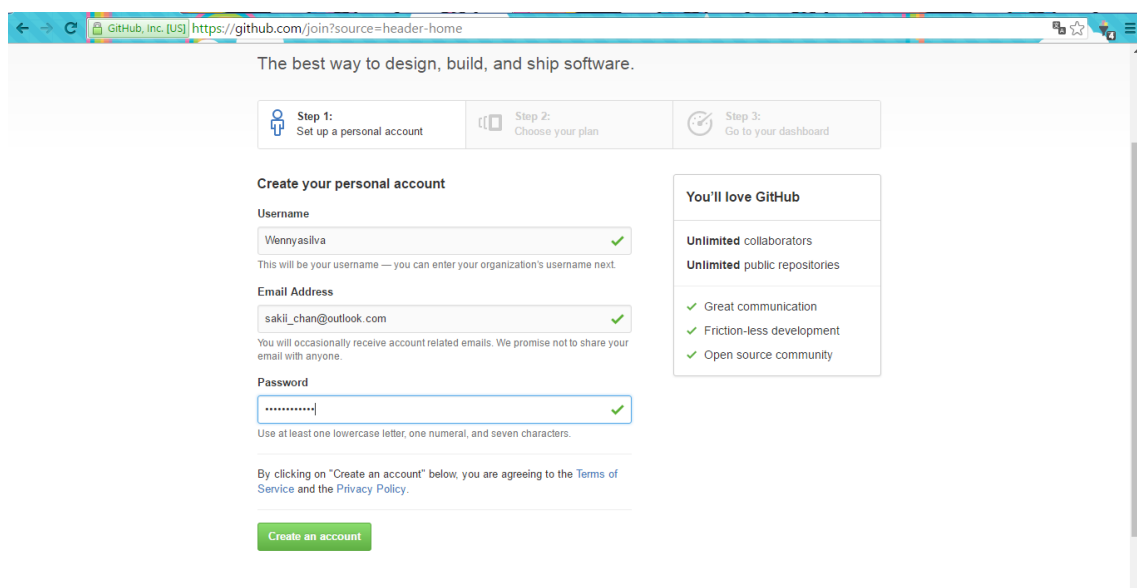 GitHub, Inc. [US] https://github.com/join?source=header-home
4
The best way to design, build, and ship software.
Step 1:
Set up a personal account
Step 2:
Choose your plan
Step 3:
Go to your dashboard
Create your personal account
Username
Wennyasilva
This will be your username — you can enter your organization's username next.
Email Address
sakii_chan@outlook.com
You will occasionally receive account related emails. We promise not to share your
email with anyone.
Password
••••••••••••
Use at least one lowercase letter, one numeral, and seven characters.
By clicking on "Create an account" below, you are agreeing to the Terms of
Service and the Privacy Policy.
Create an account
You'll love GitHub
Unlimited collaborators
Unlimited public repositories
Great communication
Friction-less development
Open source community